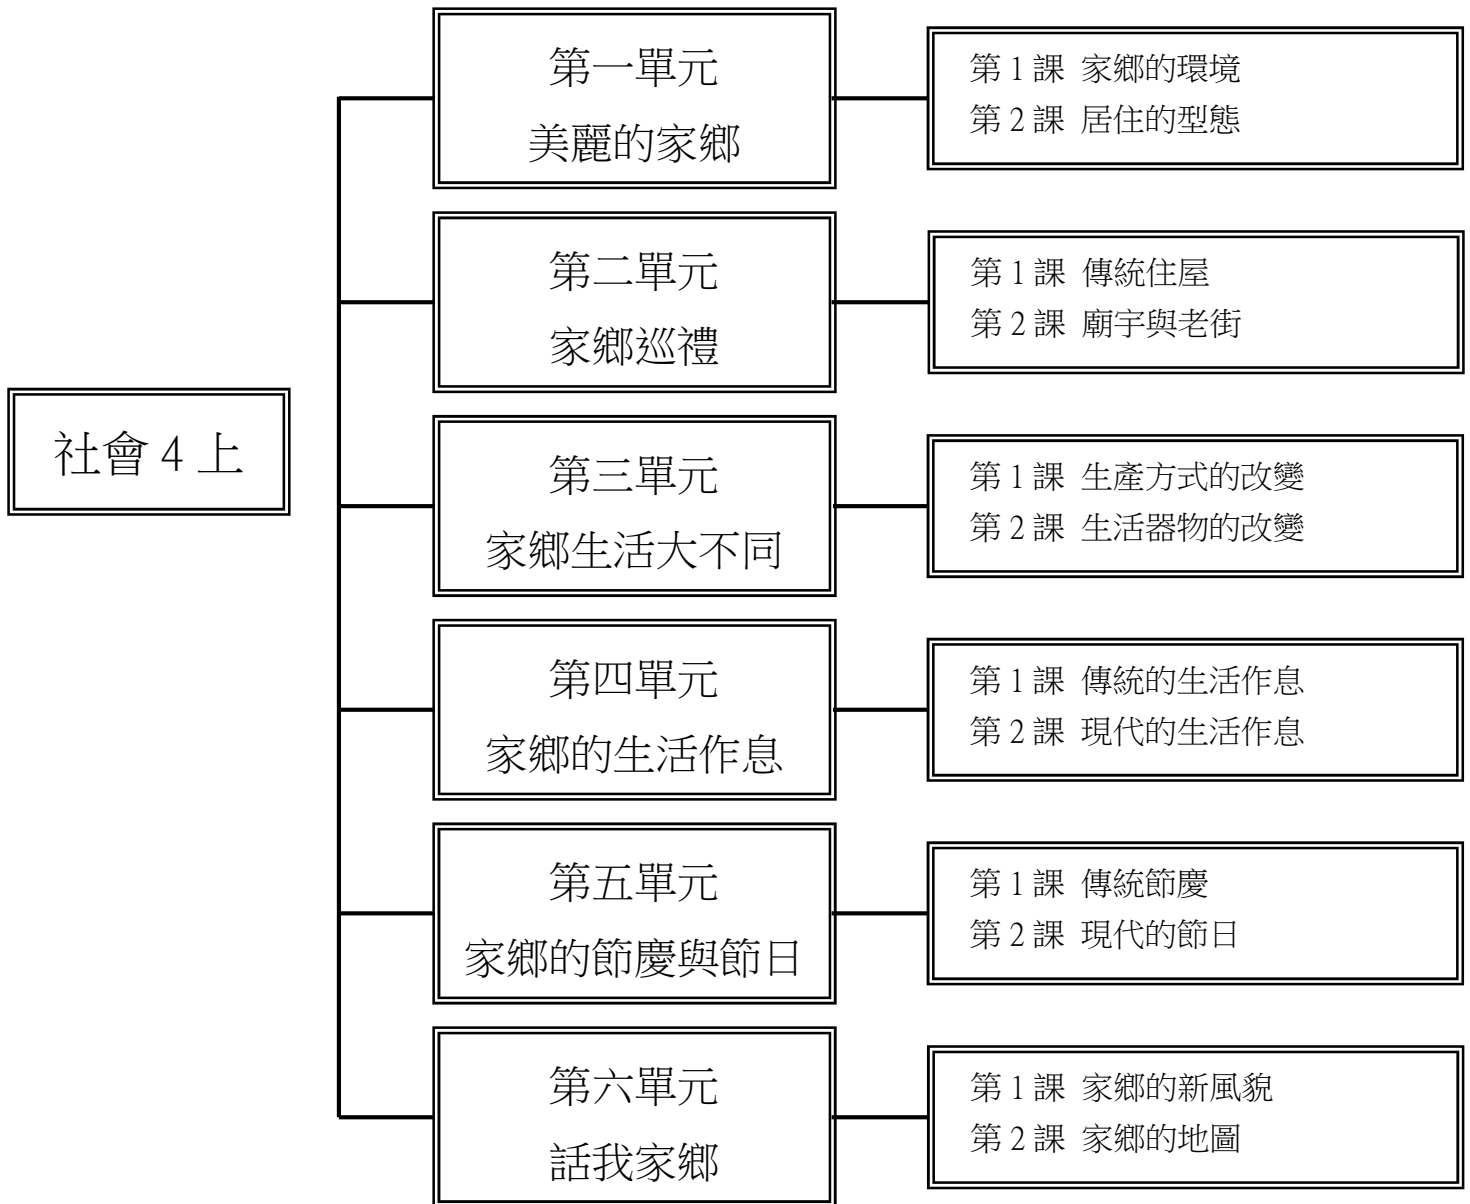 社會 4 上
第一單元
美麗的家鄉
第 1 課 家鄉的環境
第 2 課 居住的型態
第二單元
家鄉巡禮
第 1 課 傳統住屋
第 2 課 廟宇與老街
第三單元
家鄉生活大不同
第 1 課 生產方式的改變
第 2 課 生活器物的改變
第四單元
家鄉的生活作息
第 1 課 傳統的生活作息
第 2 課 現代的生活作息
第五單元
家鄉的節慶與節日
第 1 課 傳統節慶
第 2 課 現代的節日
第六單元
話我家鄉
第 1 課 家鄉的新風貌
第 2 課 家鄉的地圖